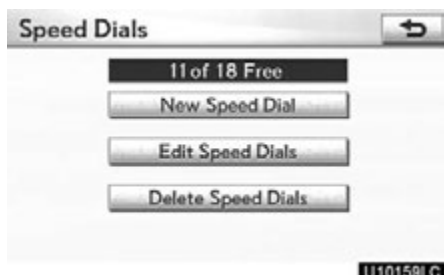 Speed Dials
11 of 18 Free
New Speed Dial
Edit Speed Dials
Delete Speed Dials
U10159LC